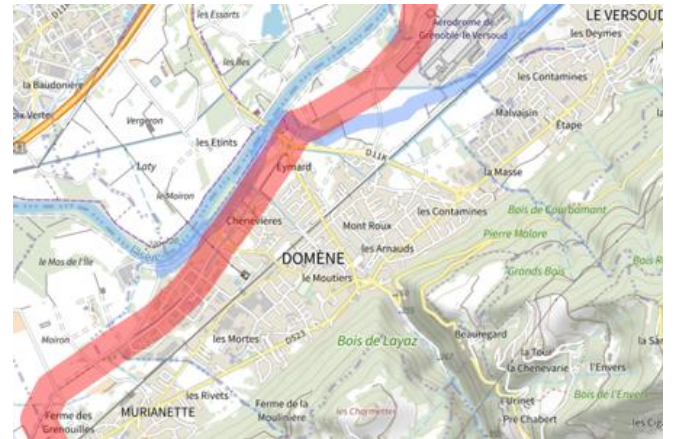 les Essarts
Aérodrome de
Grenoble-le Versoud
LE VERSOUD
les Deymes
les Îles
la Baudonière
les Contamines
Vergeron
Malvaisin
Étape
les Etints
D11K
Laty
Eymard
la Masse
le Moiron
Chenevières
les Contamines
Bois de Courbamant
Mont Roux
Pierre Malore
le Mas de l'Ile
DOMÈNE
les Arnauds
Grands Bois
le Moutiers
Moiron
les Mortes
D523
Bois de Layaz
Beauregard
la Tour
la Chenevarie
l'Envers
les Rivets
Ferme de la
Moulinière
Ferme des
Grenouilles
MURIANETTE
les Charmettes
l'Urinet
Pré Chabert
Bois de l'Envers